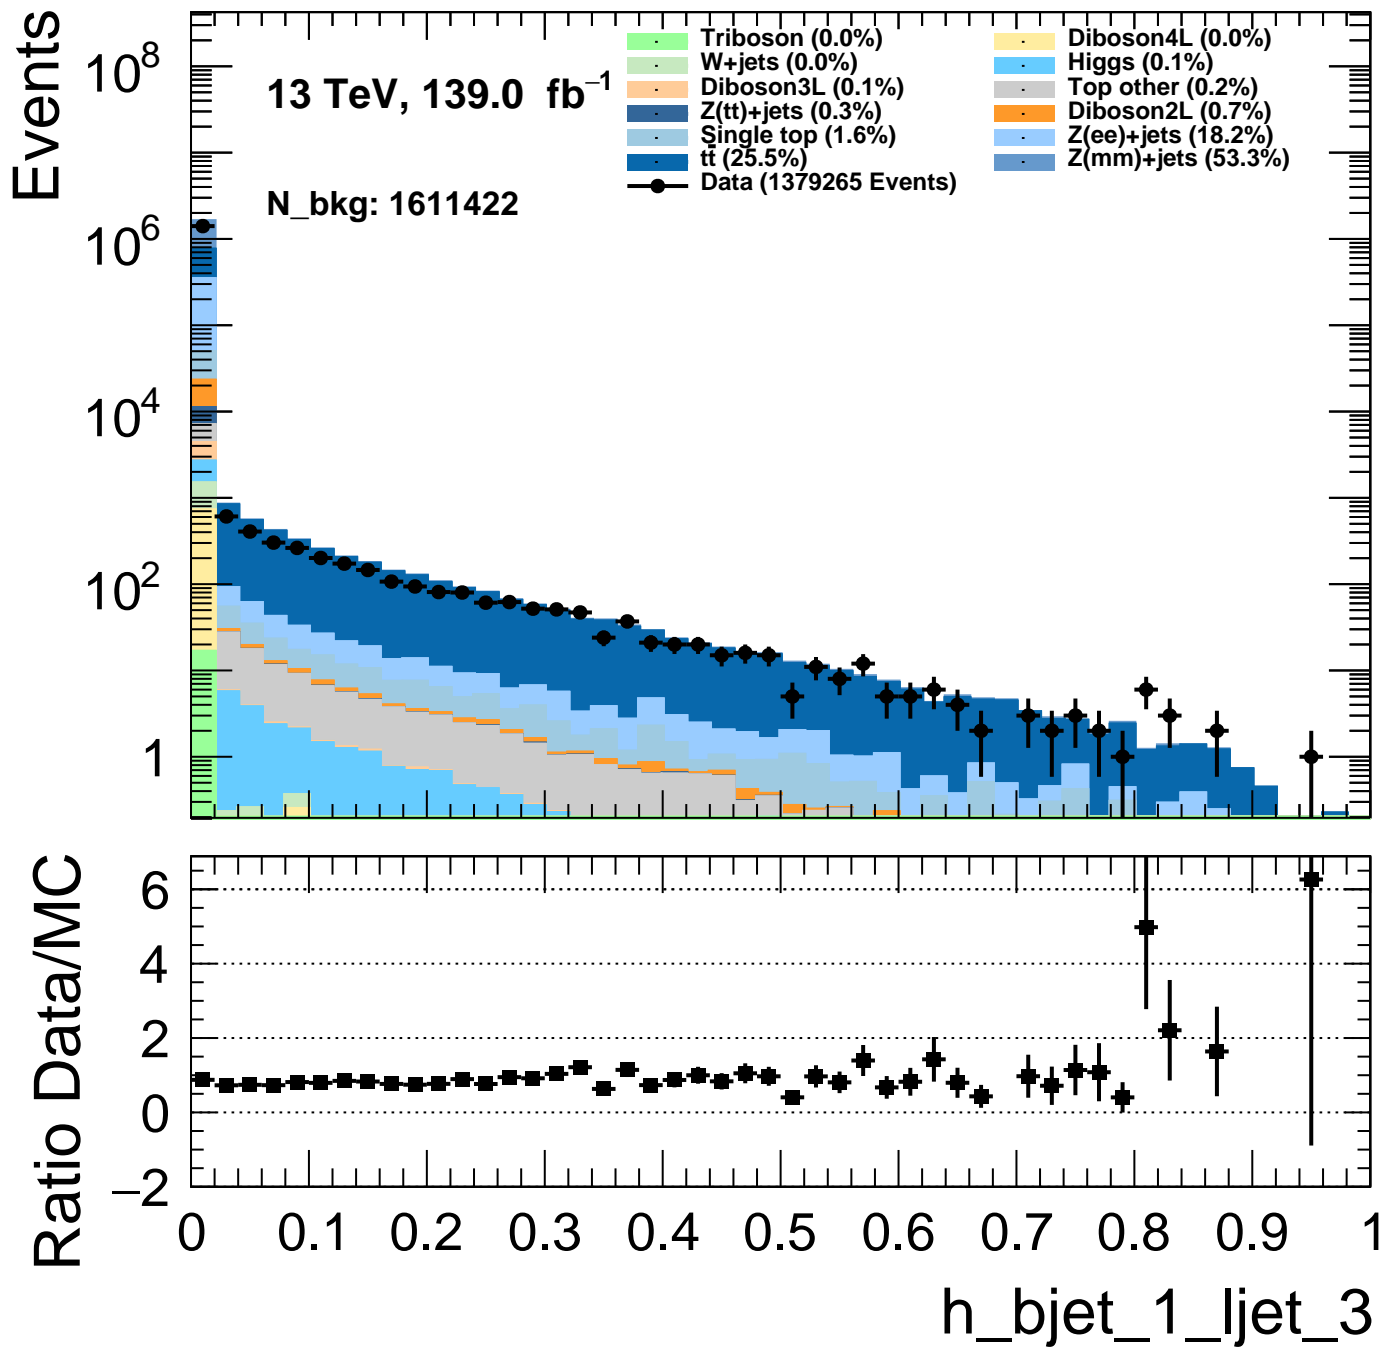 Events
10⁸
10⁶
10⁴
10²
1
13 TeV, 139.0 fb⁻¹
N_bkg: 1611422
Triboson (0.0%)
W+jets (0.0%)
Diboson3L (0.1%)
Z(tt)+jets (0.3%)
Single top (1.6%)
tt̄ (25.5%)
Data (1379265 Events)
Diboson4L (0.0%)
Higgs (0.1%)
Top other (0.2%)
Diboson2L (0.7%)
Z(ee)+jets (18.2%)
Z(mm)+jets (53.3%)
Ratio Data/MC
6
4
2
0
−2
0 0.1 0.2 0.3 0.4 0.5 0.6 0.7 0.8 0.9 1
h_bjet_1_ljet_3